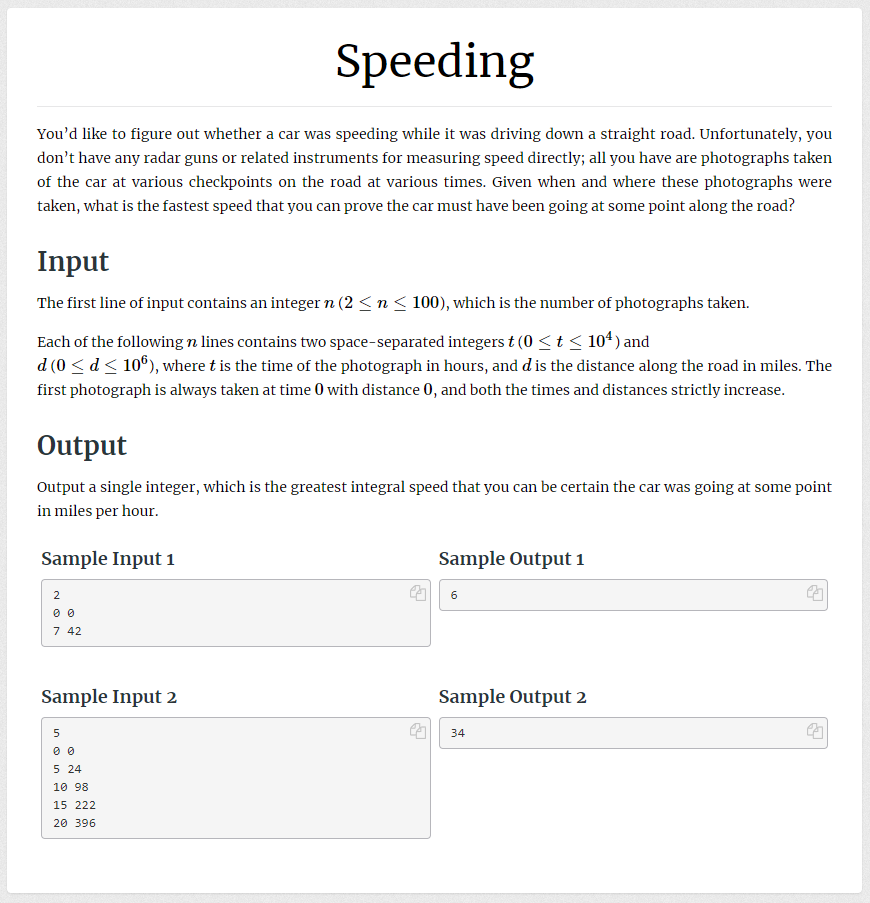 Speeding
You’d like to figure out whether a car was speeding while it was driving down a straight road. Unfortunately, you
don’t have any radar guns or related instruments for measuring speed directly; all you have are photographs taken
of the car at various checkpoints on the road at various times. Given when and where these photographs were
taken, what is the fastest speed that you can prove the car must have been going at some point along the road?
Input
The first line of input contains an integer n (2 ≤ n ≤ 100), which is the number of photographs taken.
Each of the following n lines contains two space-separated integers t (0 ≤ t ≤ 10⁴) and
d (0 ≤ d ≤ 10⁶), where t is the time of the photograph in hours, and d is the distance along the road in miles. The
first photograph is always taken at time 0 with distance 0, and both the times and distances strictly increase.
Output
Output a single integer, which is the greatest integral speed that you can be certain the car was going at some point
in miles per hour.
Sample Input 1
Sample Output 1
2
0 0
7 42
6
Sample Input 2
Sample Output 2
5
0 0
5 24
10 98
15 222
20 396
34